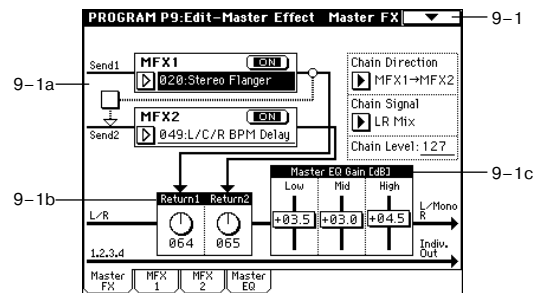 PROGRAM P9:Edit-Master Effect Master FX
9-1
Send1
MFX1 ON
020:Stereo Flanger
Chain Direction
MFX1→MFX2
9-1a
Chain Signal
LR Mix
Send2
MFX2 ON
049:L/C/R BPM Delay
Chain Level: 127
9-1c
Master EQ Gain [dB]
Low Mid High
9-1b
Return1 Return2
L/R
+03.5 +03.0 +04.5
L/Mono
R
064 065
1.2.3.4
Indiv.
Out
Master FX
MFX 1
MFX 2
Master EQ